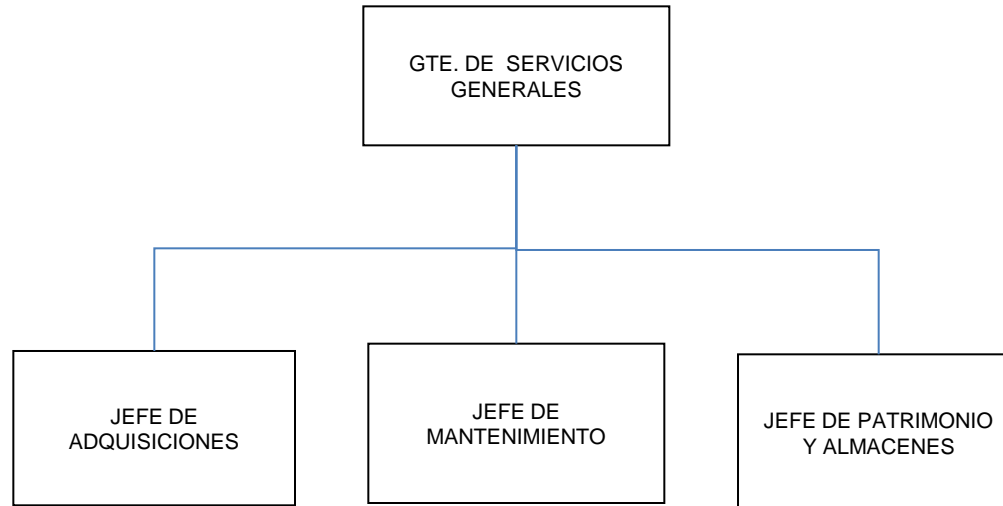 GTE. DE SERVICIOS
GENERALES
JEFE DE
ADQUISICIONES
JEFE DE
MANTENIMIENTO
JEFE DE PATRIMONIO
Y ALMACENES